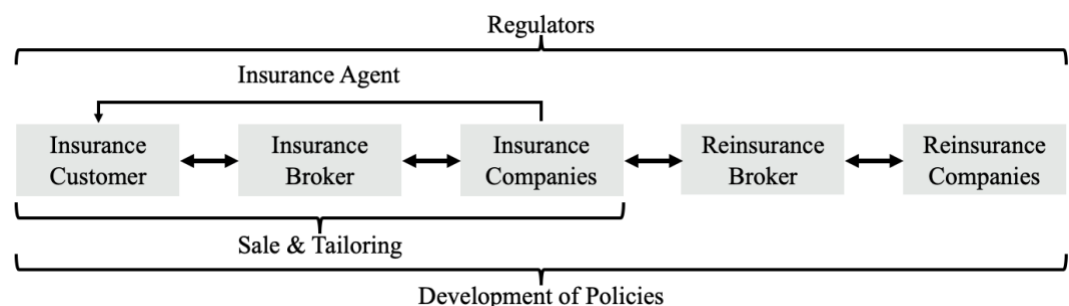 Regulators
Insurance Agent
Insurance
Customer
Insurance
Broker
Insurance
Companies
Reinsurance
Broker
Reinsurance
Companies
Sale & Tailoring
Development of Policies